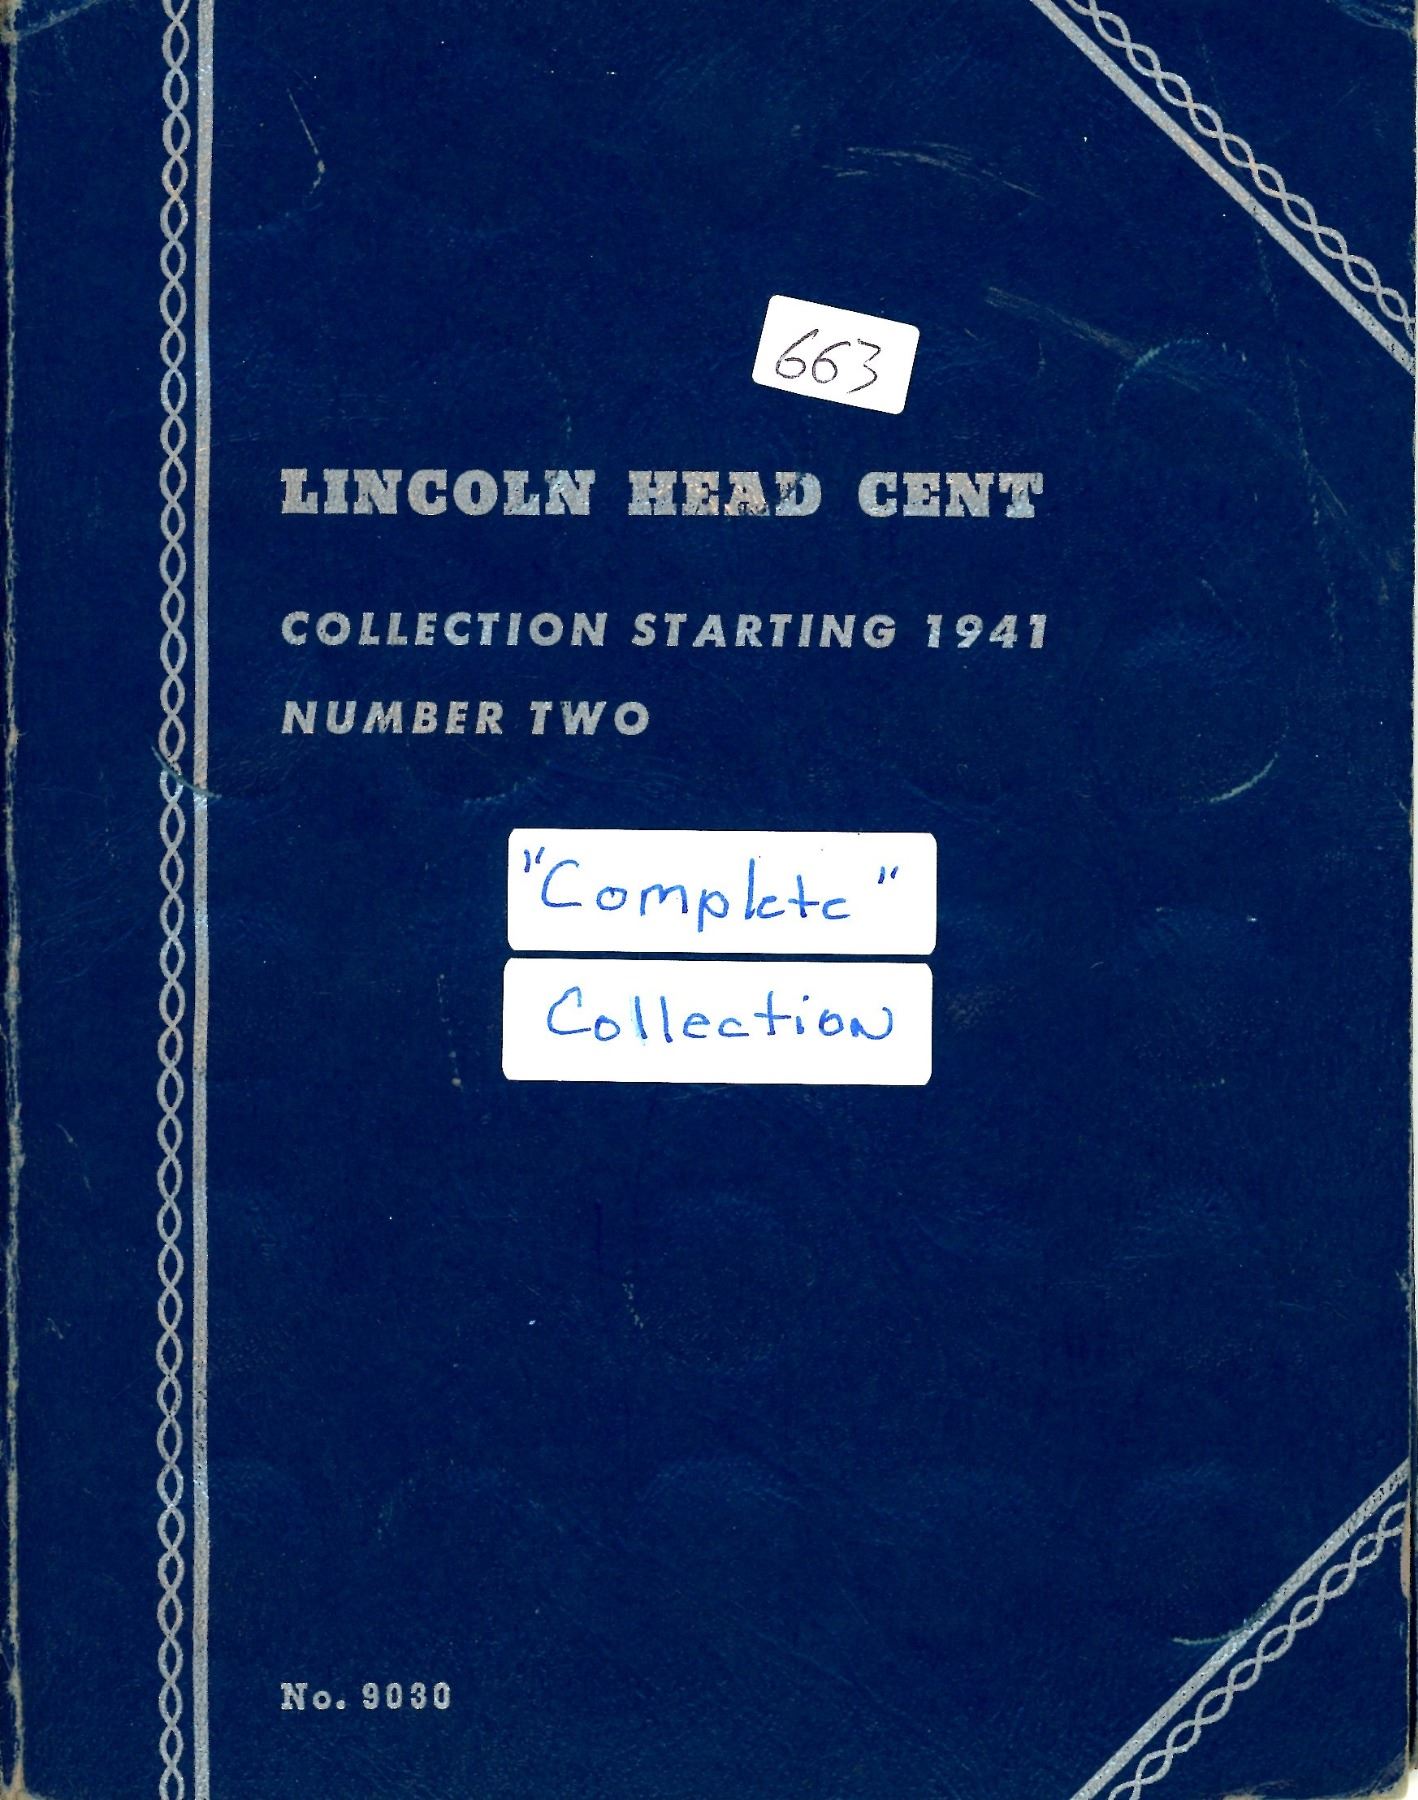 663
LINCOLN HEAD CENT
COLLECTION STARTING 1941
NUMBER TWO
"Complete"
Collection
No. 9030